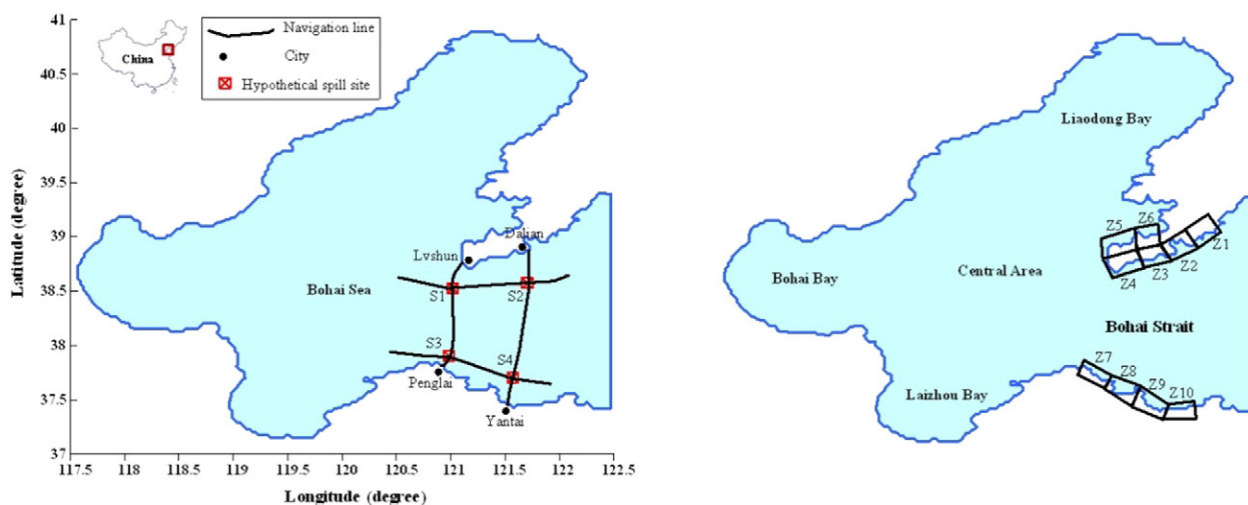 41
40.5
40
39.5
39
38.5
38
37.5
37
Latitude (degree)
117.5 118 118.5 119 119.5 120 120.5 121 121.5 122 122.5
Longitude (degree)
China
Navigation line
City
Hypothetical spill site
Dalian
Lvshun
Bohai Sea
S1
S2
S3
S4
Penglai
Yantai
Liaodong Bay
Z5
Z6
Z1
Z2
Z3
Z4
Bohai Bay
Central Area
Bohai Strait
Z7
Z8
Z9
Z10
Laizhou Bay